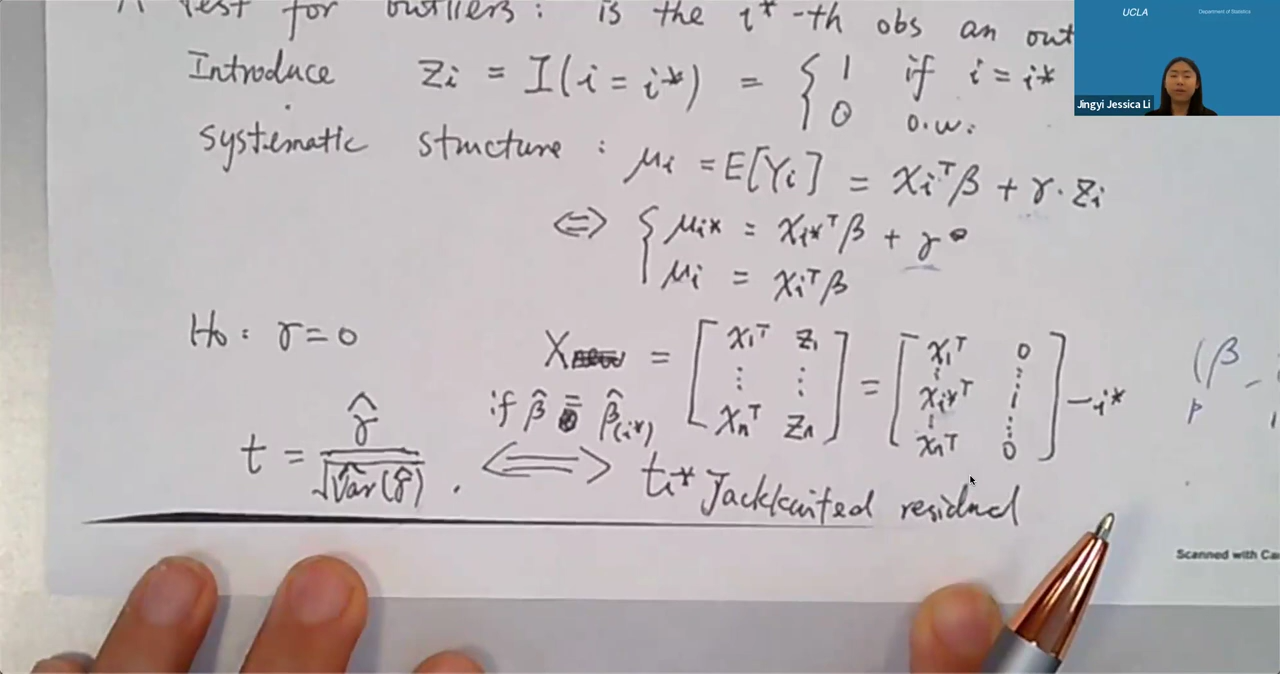 A Test for outliers: is the i*-th obs an out
Introduce Zi = I(i = i*) = { 1 if i = i*
0 o.w.
systematic structure: μi = E[Yi] = Xiᵀβ + γ·Zi
⇔ { μi* = Xi*ᵀβ + γ
μi = Xiᵀβ
H₀: γ = 0
X = [ X₁ᵀ Z₁ ⋮ ⋮ Xnᵀ Zn ] = [ X₁ᵀ 0 ⋮ ⋮ Xi*ᵀ 1 ⋮ ⋮ Xnᵀ 0 ] — i*
(β
p
if β̂ = β̂(i*)
t = γ̂ / √V̂ar(γ̂) . ⇔ ti* Jackknifed residual
UCLA
Department of Statistics
Jingyi Jessica Li
Scanned with Ca